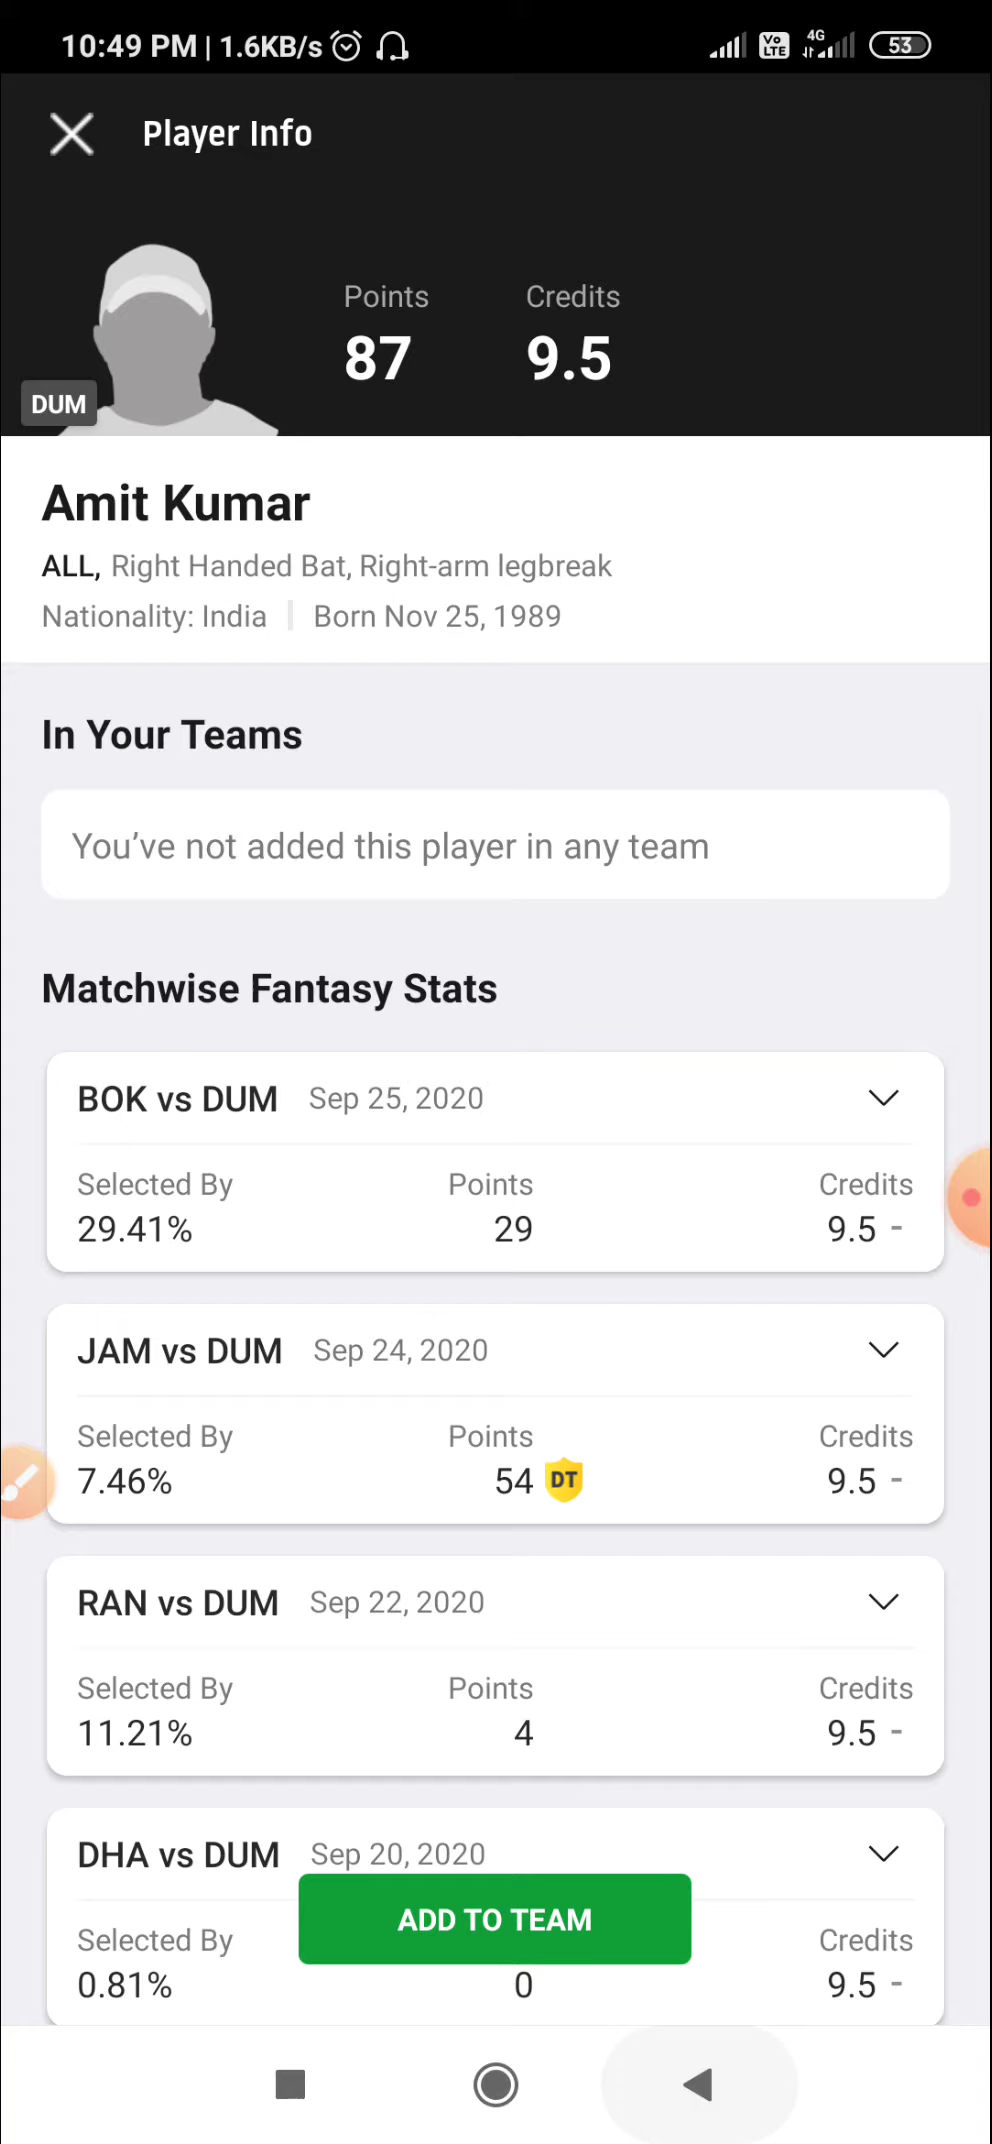 10:49 PM | 1.6KB/s
Vo LTE 4G 53
Player Info
Points Credits
87 9.5
DUM
Amit Kumar
ALL, Right Handed Bat, Right-arm legbreak
Nationality: India | Born Nov 25, 1989
In Your Teams
You’ve not added this player in any team
Matchwise Fantasy Stats
BOK vs DUM Sep 25, 2020
Selected By Points Credits
29.41% 29 9.5 -
JAM vs DUM Sep 24, 2020
Selected By Points Credits
7.46% 54 DT 9.5 -
RAN vs DUM Sep 22, 2020
Selected By Points Credits
11.21% 4 9.5 -
DHA vs DUM Sep 20, 2020
ADD TO TEAM
Selected By Credits
0.81% 0 9.5 -